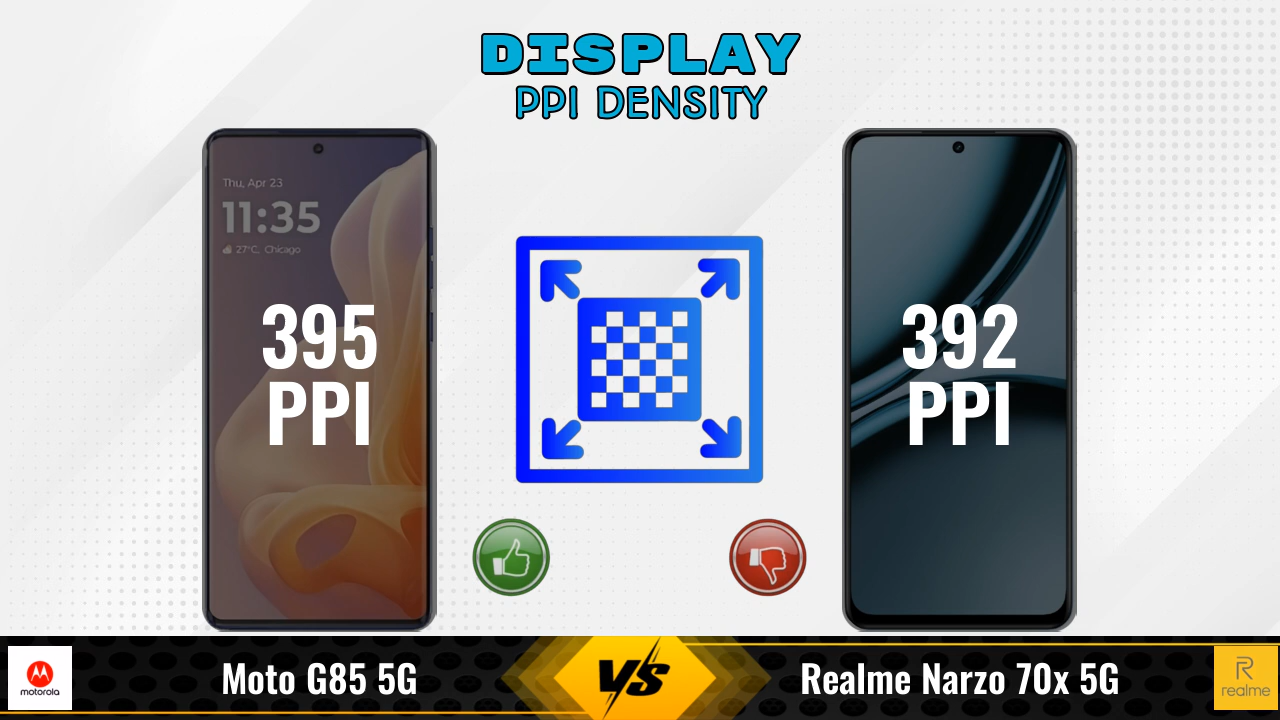 DISPLAY
PPI DENSITY
Thu, Apr 23
11:35
27°C, Chicago
395
PPI
392
PPI
motorola
Moto G85 5G
VS
Realme Narzo 70x 5G
R
realme